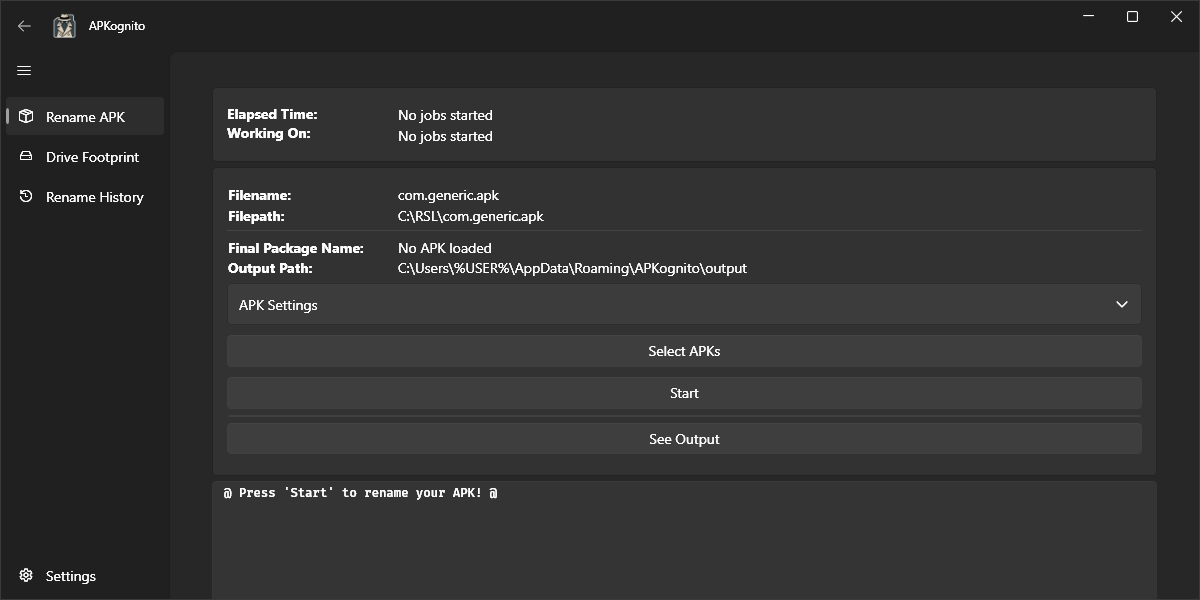 APKognito
Rename APK
Drive Footprint
Rename History
Settings
Elapsed Time: No jobs started
Working On: No jobs started
Filename: com.generic.apk
Filepath: C:\RSL\com.generic.apk
Final Package Name: No APK loaded
Output Path: C:\Users\%USER%\AppData\Roaming\APKognito\output
APK Settings
Select APKs
Start
See Output
@ Press 'Start' to rename your APK! @